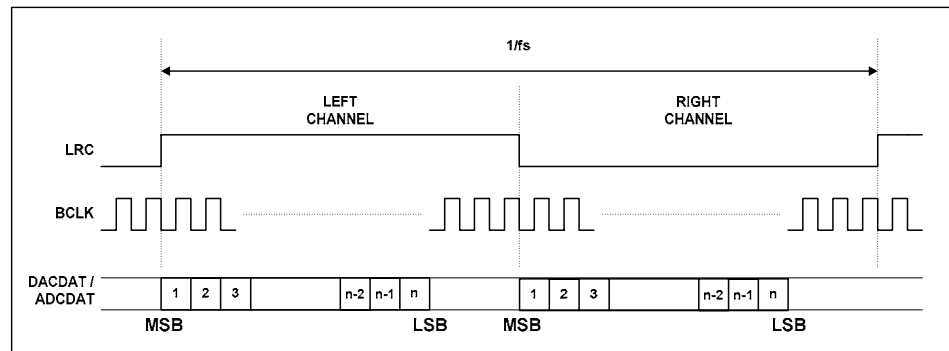 1/fs
LEFT
CHANNEL
RIGHT
CHANNEL
LRC
BCLK
DACDAT /
ADCDAT
1 2 3 n-2 n-1 n 1 2 3 n-2 n-1 n
MSB LSB MSB LSB